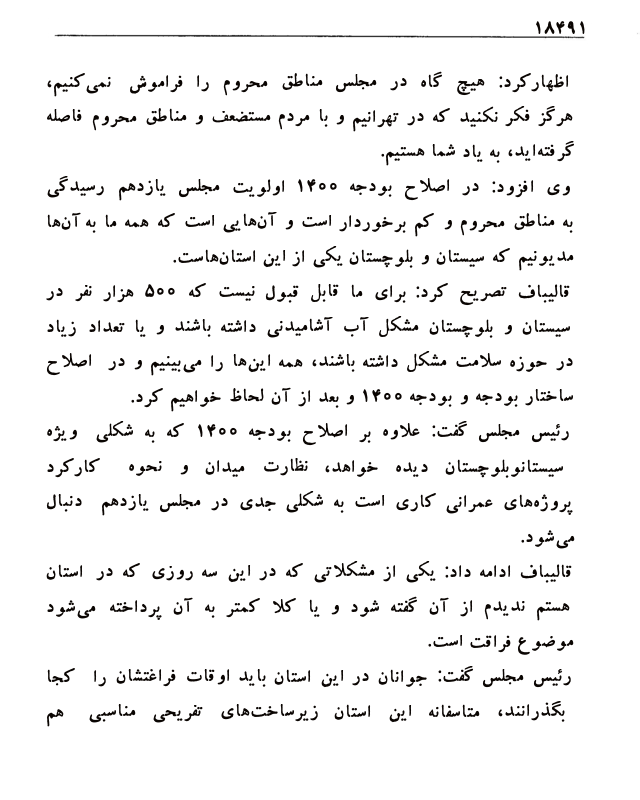 ۱۸۴۹۱
اظهارکرد: هیچ گاه در مجلس مناطق محروم را فراموش نمی‌کنیم،
هرگز فکر نکنید که در تهرانیم و با مردم مستضعف و مناطق محروم فاصله
گرفته‌اید، به یاد شما هستیم.
وی افزود: در اصلاح بودجه ۱۴۰۰ اولویت مجلس یازدهم رسیدگی
به مناطق محروم و کم برخوردار است و آن‌هایی است که همه ما به آن‌ها
مدیونیم که سیستان و بلوچستان یکی از این استان‌هاست.
قالیباف تصریح کرد: برای ما قابل قبول نیست که ۵۰۰ هزار نفر در
سیستان و بلوچستان مشکل آب آشامیدنی داشته باشند و یا تعداد زیاد
در حوزه سلامت مشکل داشته باشند، همه این‌ها را می‌بینیم و در اصلاح
ساختار بودجه و بودجه ۱۴۰۰ و بعد از آن لحاظ خواهیم کرد.
رئیس مجلس گفت: علاوه بر اصلاح بودجه ۱۴۰۰ که به شکلی ویژه
سیستانوبلوچستان دیده خواهد، نظارت میدان و نحوه کارکرد
پروژه‌های عمرانی کاری است به شکلی جدی در مجلس یازدهم دنبال
می‌شود.
قالیباف ادامه داد: یکی از مشکلاتی که در این سه روزی که در استان
هستم ندیدم از آن گفته شود و یا کلا کمتر به آن پرداخته می‌شود
موضوع فراقت است.
رئیس مجلس گفت: جوانان در این استان باید اوقات فراغتشان را کجا
بگذرانند، متاسفانه این استان زیرساخت‌های تفریحی مناسبی هم